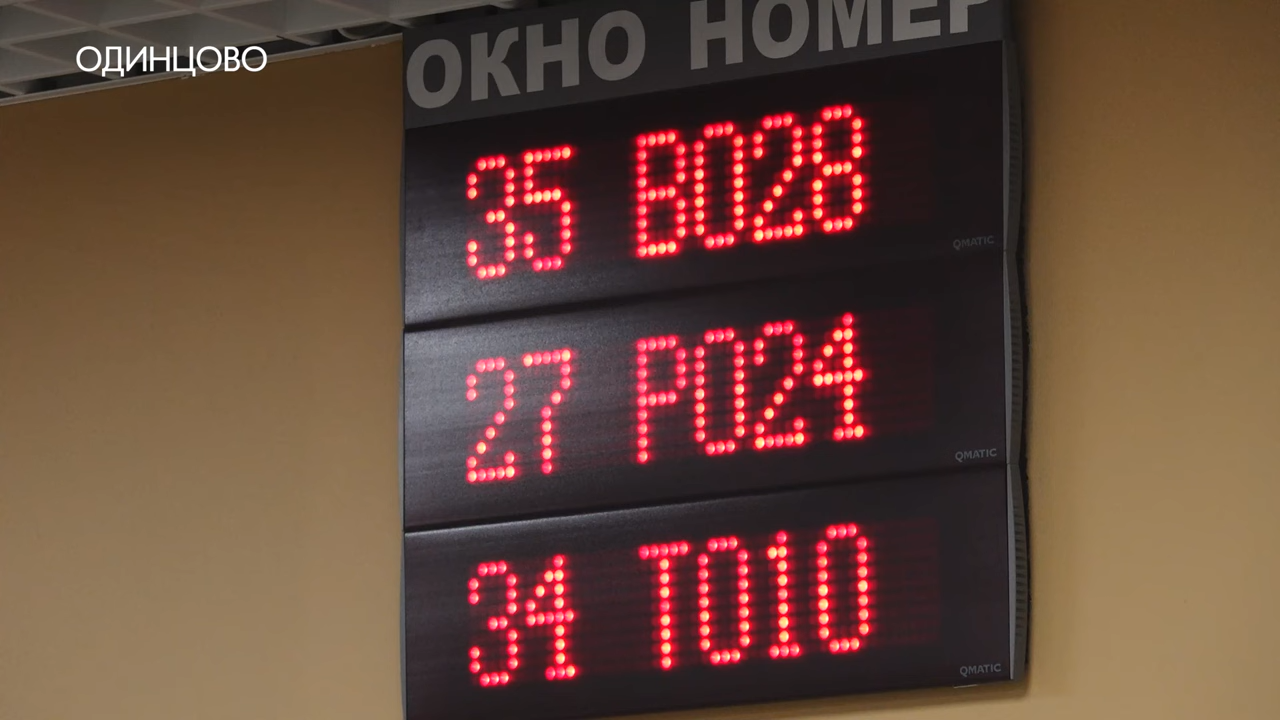 ОДИНЦОВО
ОКНО НОМЕР
35 В028
QMATIC
27 Р024
QMATIC
34 Т010
QMATIC